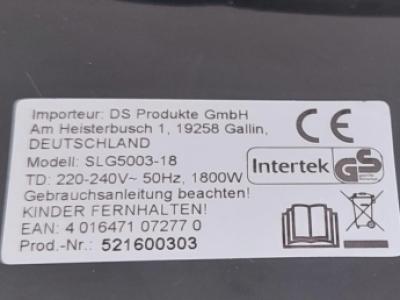 Importeur: DS Produkte GmbH
Am Heisterbusch 1, 19258 Gallin,
DEUTSCHLAND
Modell: SLG5003-18
TD: 220-240V~ 50Hz, 1800W
Gebrauchsanleitung beachten!
KINDER FERNHALTEN!
EAN: 4 016471 07277 0
Prod.-Nr.: 521600303
CE
Intertek GS